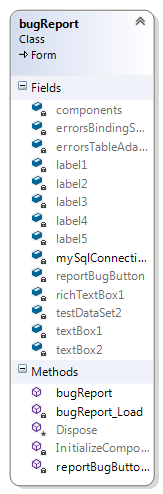 bugReport
Class
Form
Fields
components
errorsBindingS...
errorsTableAda...
label1
label2
label3
label4
label5
mySqlConnecti...
reportBugButton
richTextBox1
testDataSet2
textBox1
textBox2
Methods
bugReport
bugReport_Load
Dispose
InitializeCompo...
reportBugButto...